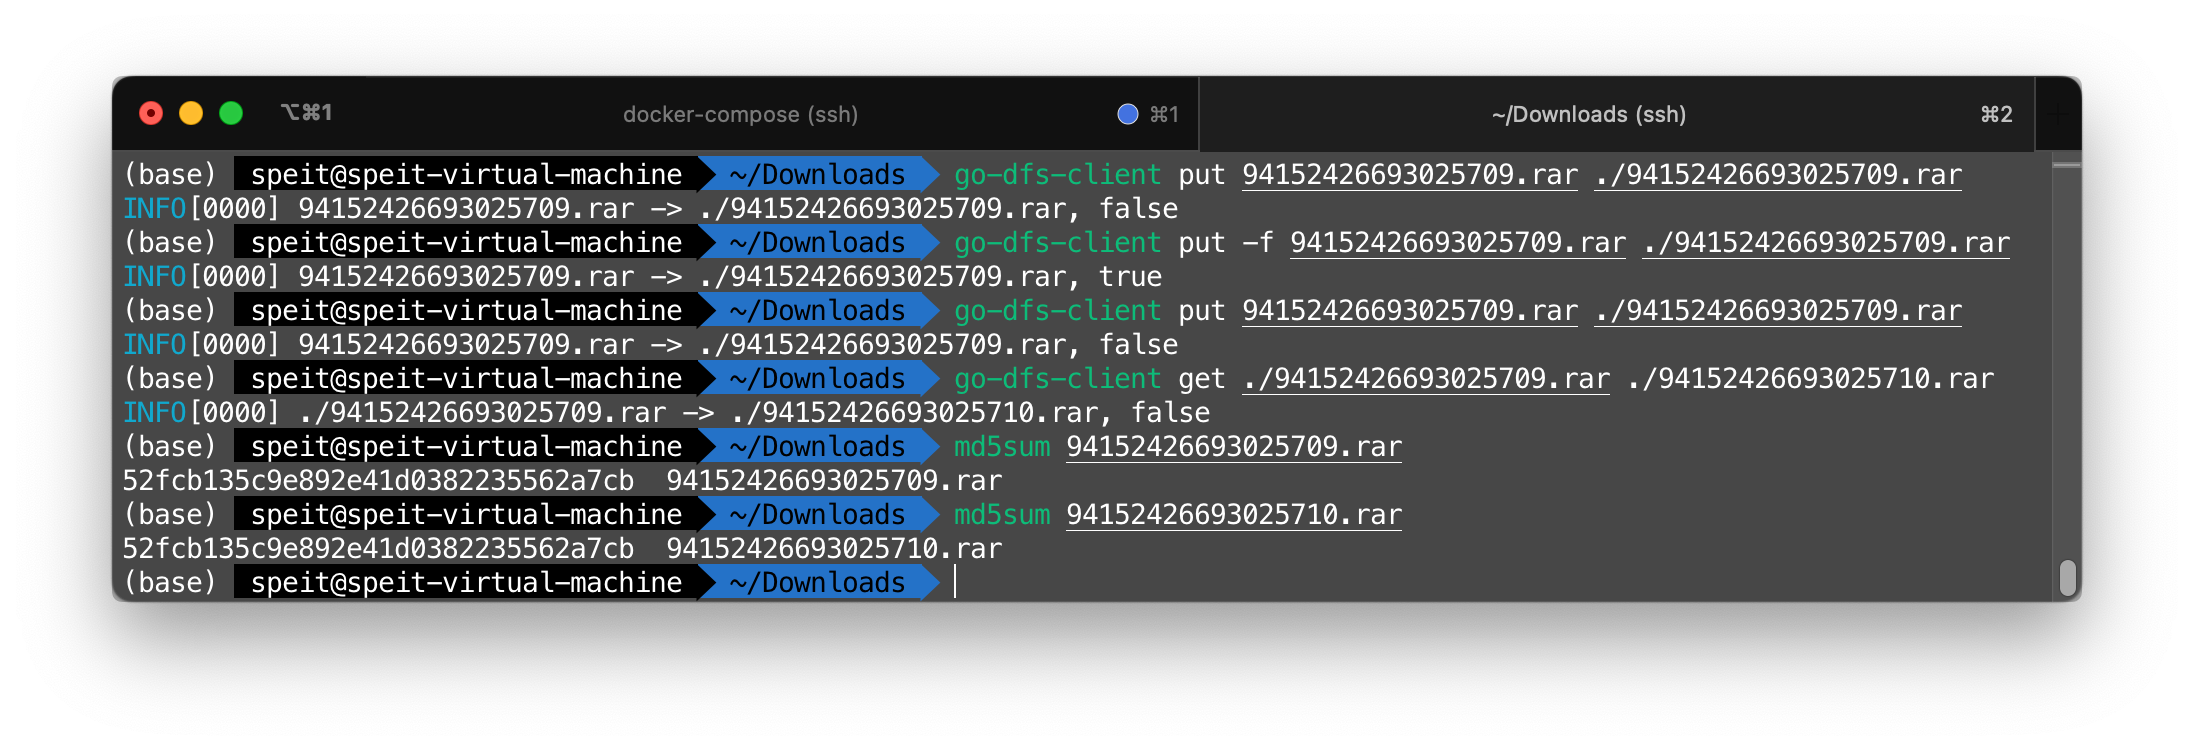 ⌥⌘1 docker-compose (ssh) ⌘1 ~/Downloads (ssh) ⌘2 +
(base) speit@speit-virtual-machine ~/Downloads go-dfs-client put 94152426693025709.rar ./94152426693025709.rar
INFO[0000] 94152426693025709.rar -> ./94152426693025709.rar, false
(base) speit@speit-virtual-machine ~/Downloads go-dfs-client put -f 94152426693025709.rar ./94152426693025709.rar
INFO[0000] 94152426693025709.rar -> ./94152426693025709.rar, true
(base) speit@speit-virtual-machine ~/Downloads go-dfs-client put 94152426693025709.rar ./94152426693025709.rar
INFO[0000] 94152426693025709.rar -> ./94152426693025709.rar, false
(base) speit@speit-virtual-machine ~/Downloads go-dfs-client get ./94152426693025709.rar ./94152426693025710.rar
INFO[0000] ./94152426693025709.rar -> ./94152426693025710.rar, false
(base) speit@speit-virtual-machine ~/Downloads md5sum 94152426693025709.rar
52fcb135c9e892e41d0382235562a7cb  94152426693025709.rar
(base) speit@speit-virtual-machine ~/Downloads md5sum 94152426693025710.rar
52fcb135c9e892e41d0382235562a7cb  94152426693025710.rar
(base) speit@speit-virtual-machine ~/Downloads